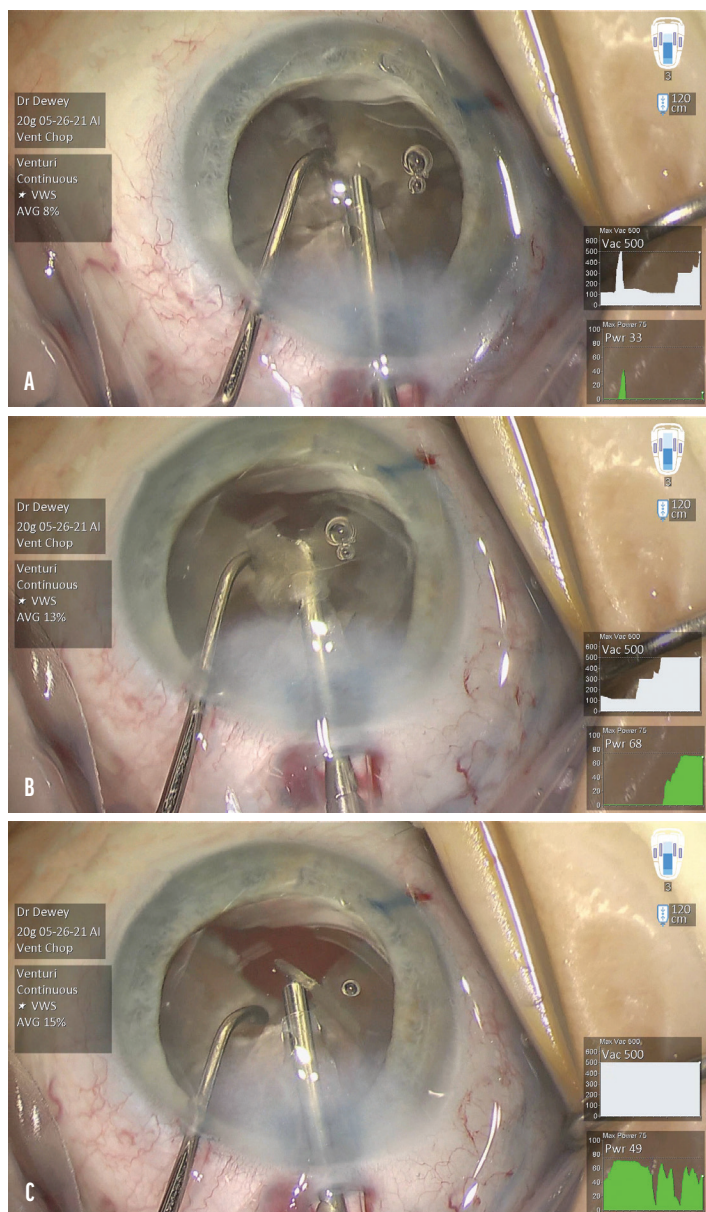 Dr Dewey
20g 05-26-21 Al
Vent Chop
Venturi
Continuous
★ VWS
AVG 8%
3
120
cm
Max Vac 500
Vac 500
600
500
400
300
200
100
0
Max Power 75
Pwr 33
100
80
60
40
20
0
A
Dr Dewey
20g 05-26-21 Al
Vent Chop
Venturi
Continuous
★ VWS
AVG 13%
3
120
cm
Max Vac 500
Vac 500
600
500
400
300
200
100
0
Max Power 75
Pwr 68
100
80
60
40
20
0
B
Dr Dewey
20g 05-26-21 Al
Vent Chop
Venturi
Continuous
★ VWS
AVG 15%
3
120
cm
Max Vac 500
Vac 500
600
500
400
300
200
100
0
Max Power 75
Pwr 49
100
80
60
40
20
0
C